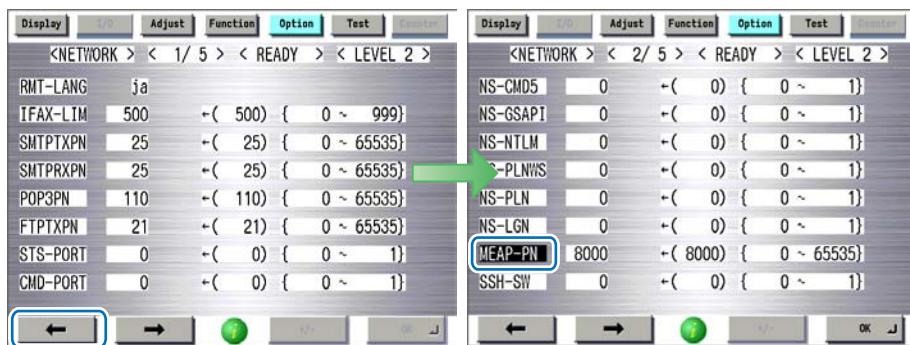 Display I/O Adjust Function Option Test Counter
<NETWORK > < 1/ 5 > < READY > < LEVEL 2 >
RMT-LANG ja
IFAX-LIM 500 ←( 500) { 0 ~ 999}
SMTPTXPN 25 ←( 25) { 0 ~ 65535}
SMTPRXPN 25 ←( 25) { 0 ~ 65535}
POP3PN 110 ←( 110) { 0 ~ 65535}
FTPTXPN 21 ←( 21) { 0 ~ 65535}
STS-PORT 0 ←( 0) { 0 ~ 1}
CMD-PORT 0 ←( 0) { 0 ~ 1}
← → i +/- OK
Display I/O Adjust Function Option Test Counter
<NETWORK > < 2/ 5 > < READY > < LEVEL 2 >
NS-CMD5 0 ←( 0) { 0 ~ 1}
NS-GSAPI 0 ←( 0) { 0 ~ 1}
NS-NTLM 0 ←( 0) { 0 ~ 1}
NS-PLNWS 0 ←( 0) { 0 ~ 1}
NS-PLN 0 ←( 0) { 0 ~ 1}
NS-LGN 0 ←( 0) { 0 ~ 1}
MEAP-PN 8000 ←( 8000) { 0 ~ 65535}
SSH-SW 0 ←( 0) { 0 ~ 1}
← → i +/- OK